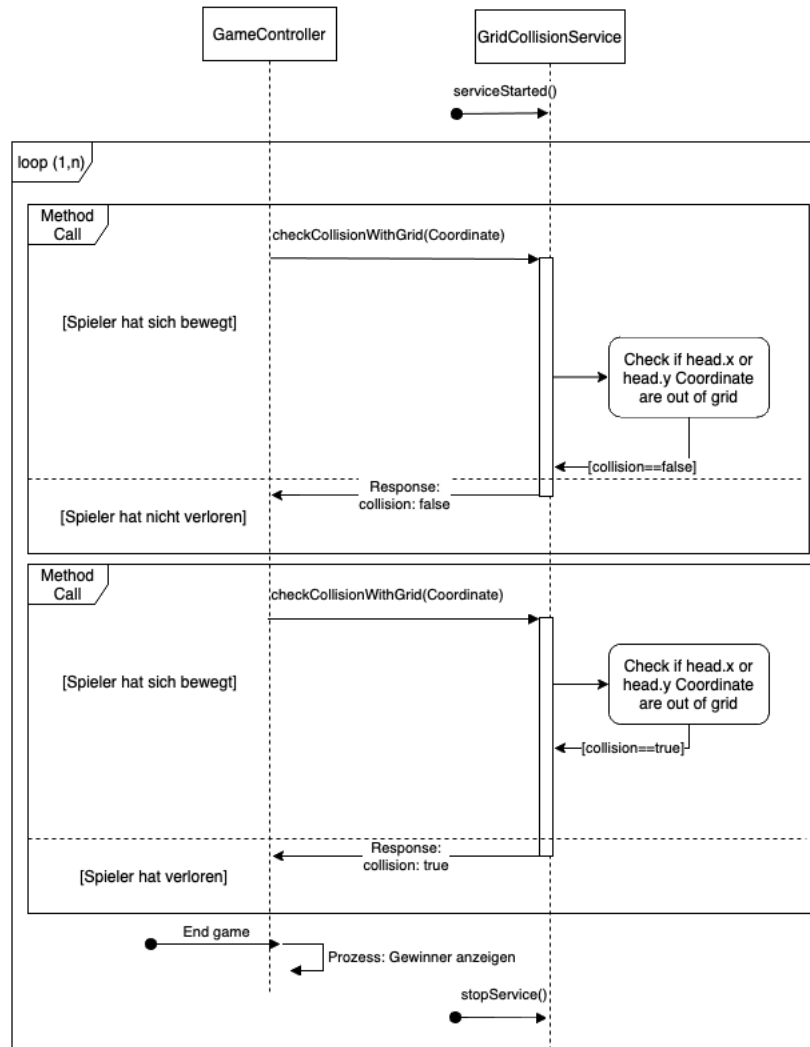 GameController
GridCollisionService
serviceStarted()
loop (1,n)
Method
Call
checkCollisionWithGrid(Coordinate)
[Spieler hat sich bewegt]
Check if head.x or
head.y Coordinate
are out of grid
[collision==false]
Response:
collision: false
[Spieler hat nicht verloren]
Method
Call
checkCollisionWithGrid(Coordinate)
[Spieler hat sich bewegt]
Check if head.x or
head.y Coordinate
are out of grid
[collision==true]
Response:
collision: true
[Spieler hat verloren]
End game
Prozess: Gewinner anzeigen
stopService()